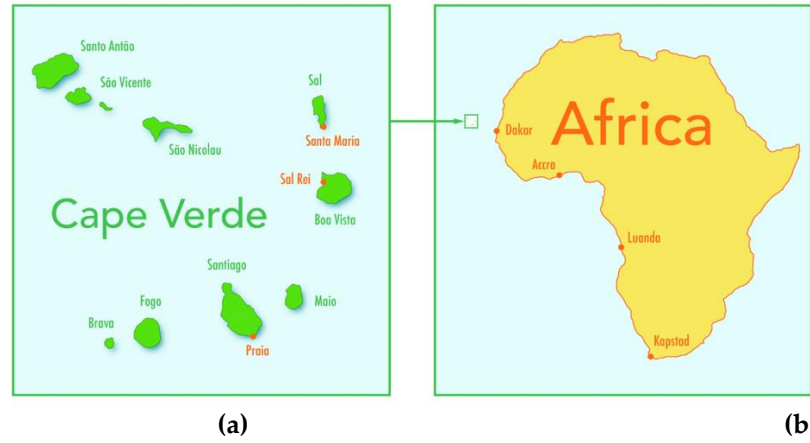 Santo Antão
São Vicente
Sal
São Nicolau
Santa Maria
Sal Rei
Cape Verde
Boa Vista
Santiago
Fogo
Maio
Brava
Praia
Africa
Dakar
Accra
Luanda
Kapstad
(a)
(b